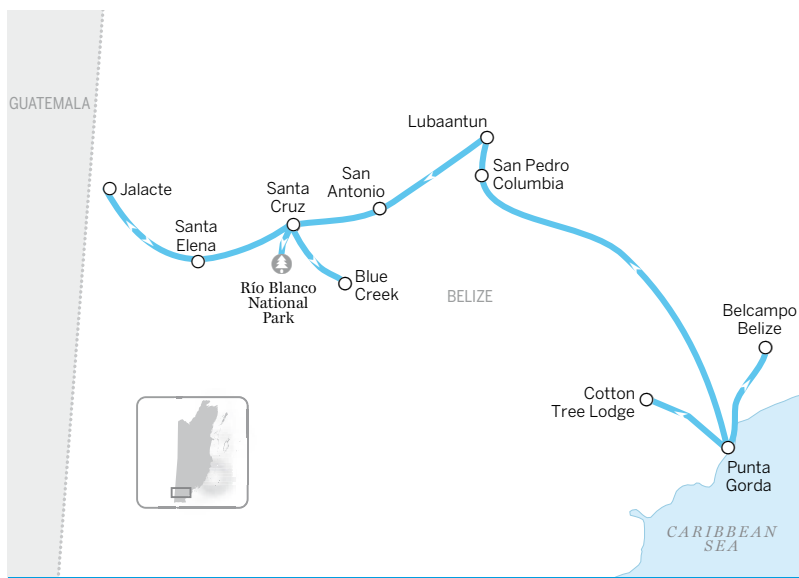 GUATEMALA
Lubaantun
San Pedro
Columbia
San
Antonio
Santa
Cruz
Jalacte
Santa
Elena
Río Blanco
National
Park
Blue
Creek
BELIZE
Belcampo
Belize
Cotton
Tree Lodge
Punta
Gorda
CARIBBEAN
SEA